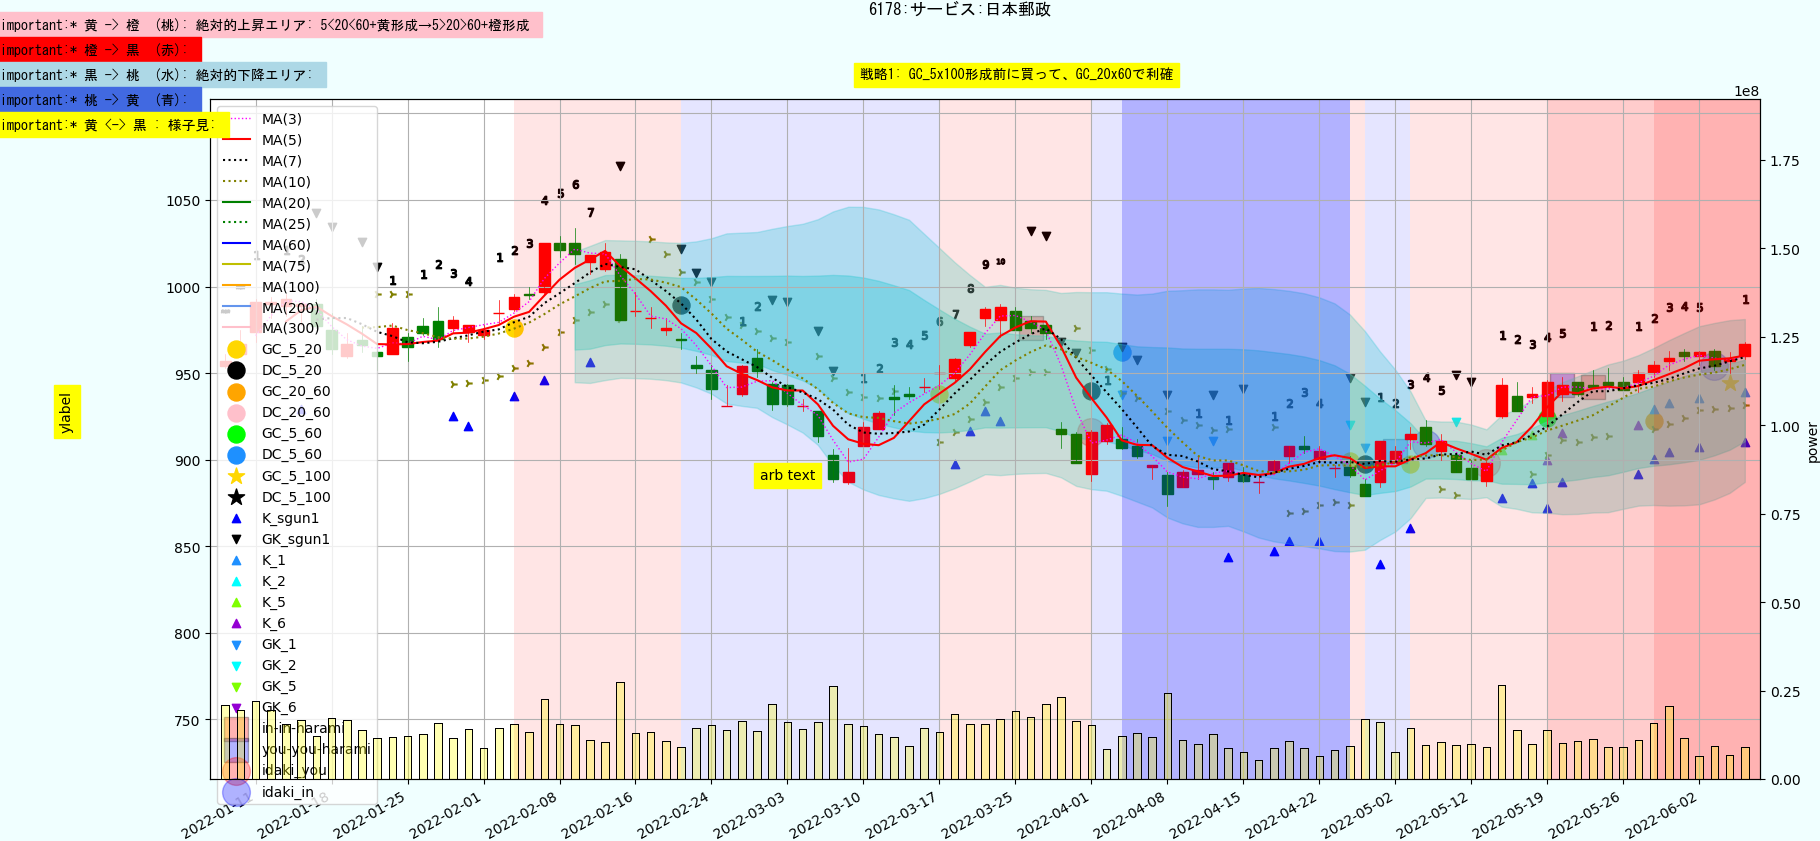 6178:サービス:日本郵政
important:* 黄 -> 橙 （桃）: 絶対的上昇エリア: 5<20<60+黄形成→5>20>60+橙形成
important:* 橙 -> 黒 （赤）:
important:* 黒 -> 桃 （水）: 絶対的下降エリア:
important:* 桃 -> 黄 （青）:
important:* 黄 <-> 黒 : 様子見:
戦略1: GC_5x100形成前に買って、GC_20x60で利確
1e8
MA(3)
MA(5)
MA(7)
MA(10)
MA(20)
MA(25)
MA(60)
MA(75)
MA(100)
MA(200)
MA(300)
GC_5_20
DC_5_20
GC_20_60
DC_20_60
GC_5_60
DC_5_60
GC_5_100
DC_5_100
K_sgun1
GK_sgun1
K_1
K_2
K_5
K_6
GK_1
GK_2
GK_5
GK_6
in-in-harami
you-you-harami
idaki_you
idaki_in
ylabel
arb text
power
1050
1000
950
900
850
800
750
1.75
1.50
1.25
1.00
0.75
0.50
0.25
0.00
2022-01-11
2022-01-18
2022-01-25
2022-02-01
2022-02-08
2022-02-16
2022-02-24
2022-03-03
2022-03-10
2022-03-17
2022-03-25
2022-04-01
2022-04-08
2022-04-15
2022-04-22
2022-05-02
2022-05-12
2022-05-19
2022-05-26
2022-06-02